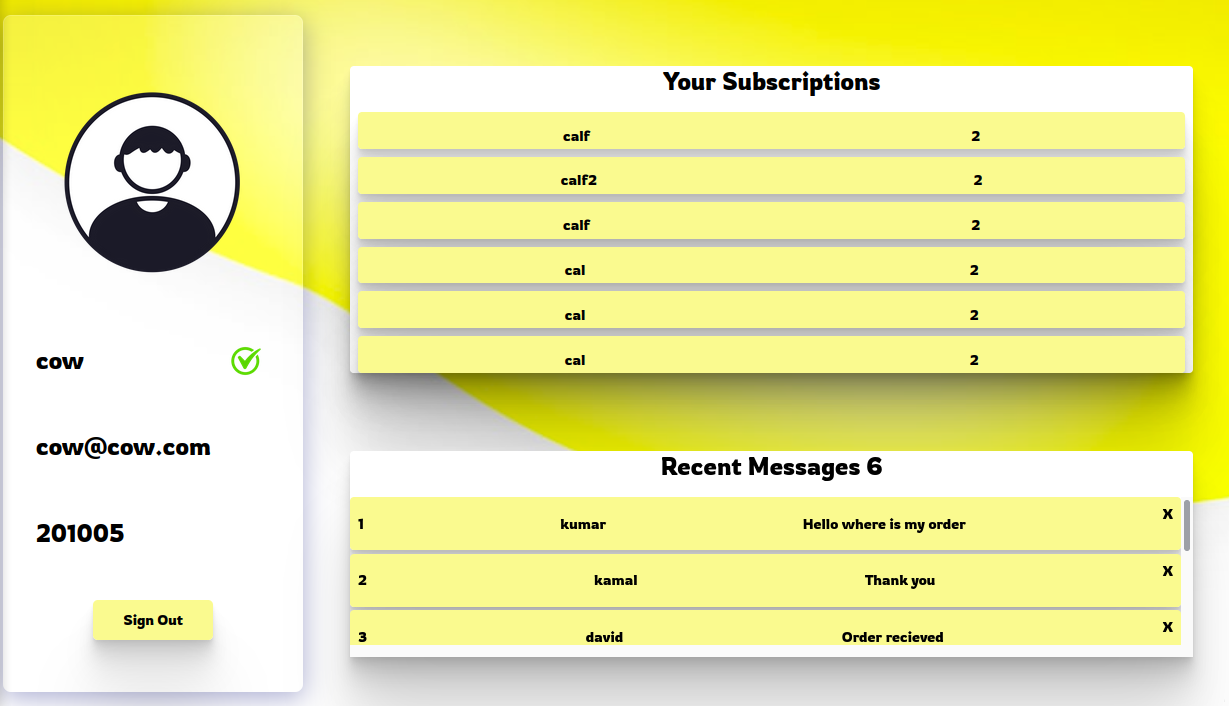 cow
cow@cow.com
201005
Sign Out
Your Subscriptions
calf 2
calf2 2
calf 2
cal 2
cal 2
cal 2
Recent Messages 6
1 kumar Hello where is my order X
2 kamal Thank you X
3 david Order recieved X